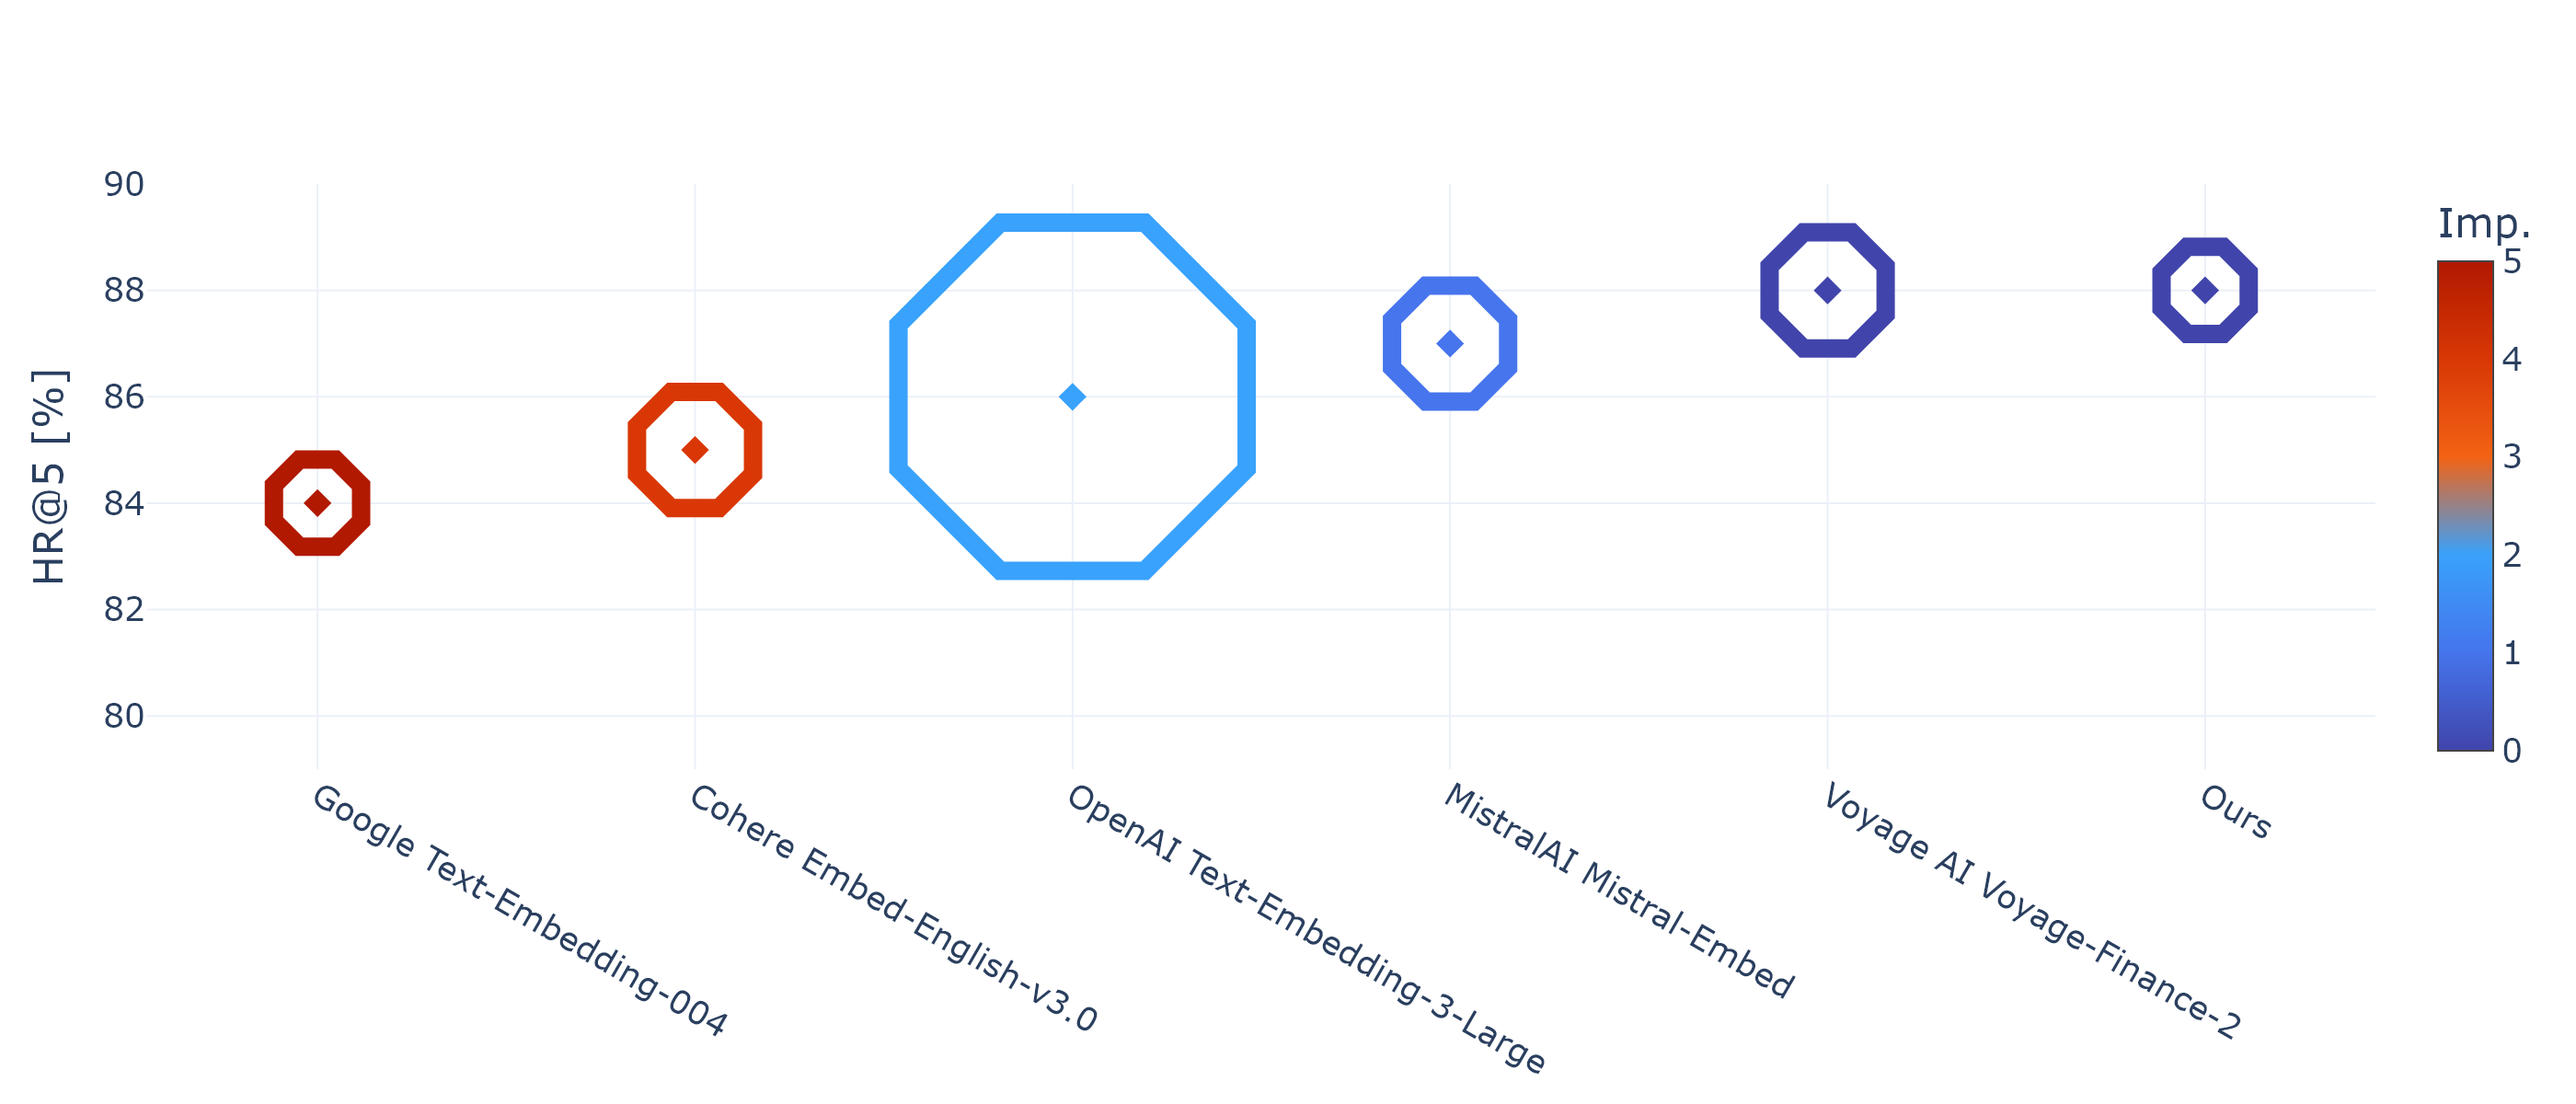 HR@5 [%]
90
88
86
84
82
80
Google Text-Embedding-004
Cohere Embed-English-v3.0
OpenAI Text-Embedding-3-Large
MistralAI Mistral-Embed
Voyage AI Voyage-Finance-2
Ours
Imp.
5
4
3
2
1
0